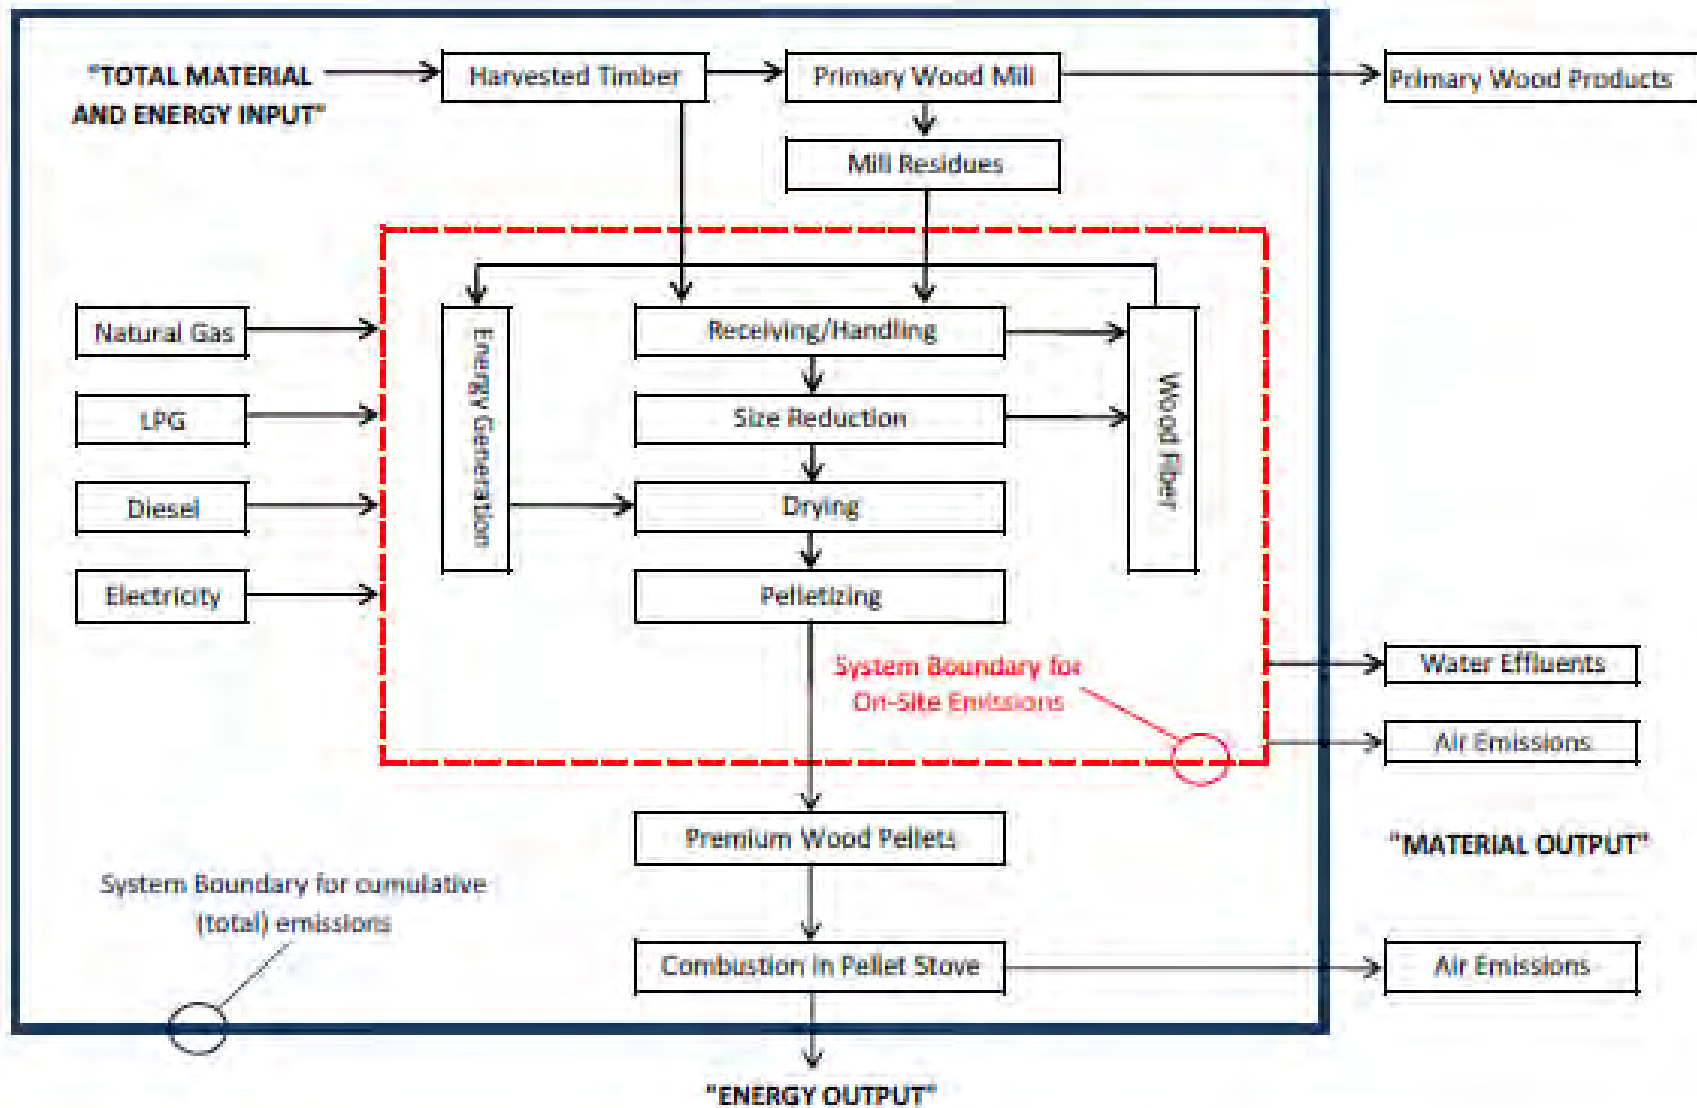 "TOTAL MATERIAL
AND ENERGY INPUT"
Harvested Timber
Primary Wood Mill
Primary Wood Products
Mill Residues
Natural Gas
LPG
Diesel
Electricity
Energy Generation
Receiving/Handling
Size Reduction
Drying
Pelletizing
Wood Fiber
System Boundary for
On-Site Emissions
Water Effluents
Air Emissions
Premium Wood Pellets
"MATERIAL OUTPUT"
System Boundary for cumulative
(total) emissions
Combustion in Pellet Stove
Air Emissions
"ENERGY OUTPUT"